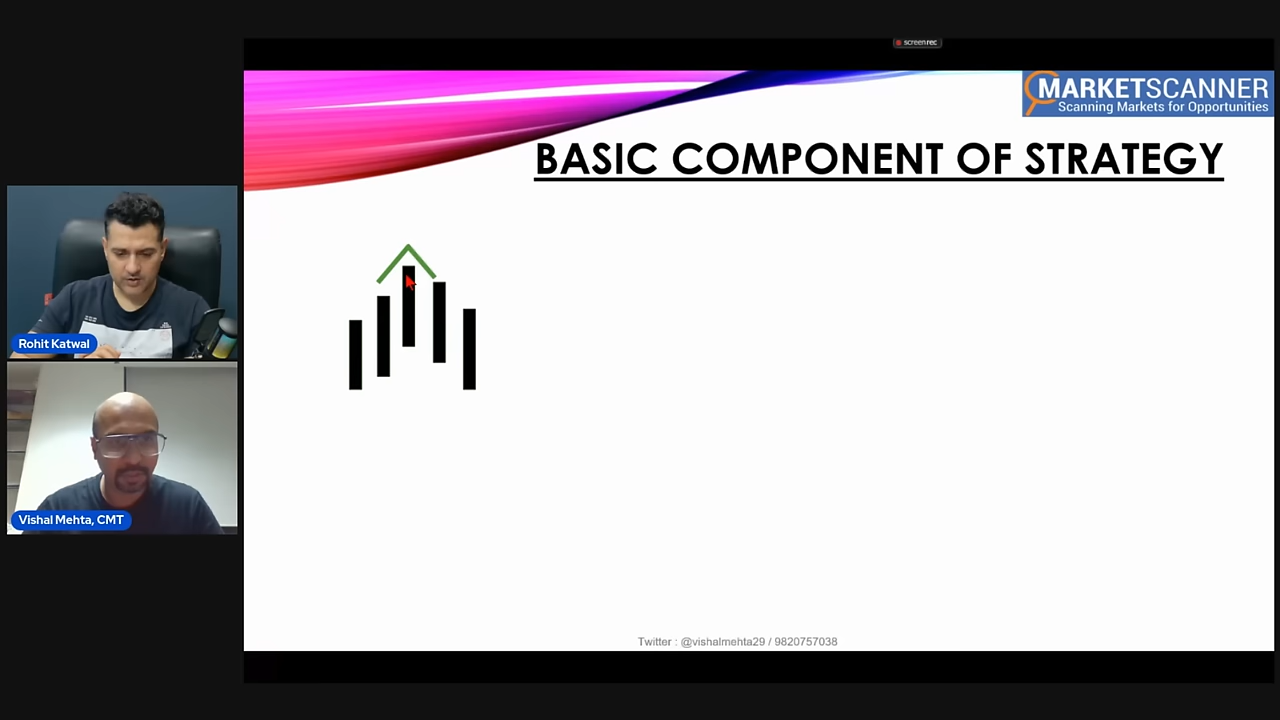 screenrec
MARKETSCANNER
Scanning Markets for Opportunities
BASIC COMPONENT OF STRATEGY
Rohit Katwal
Vishal Mehta, CMT
Twitter : @vishalmehta29 / 9820757038